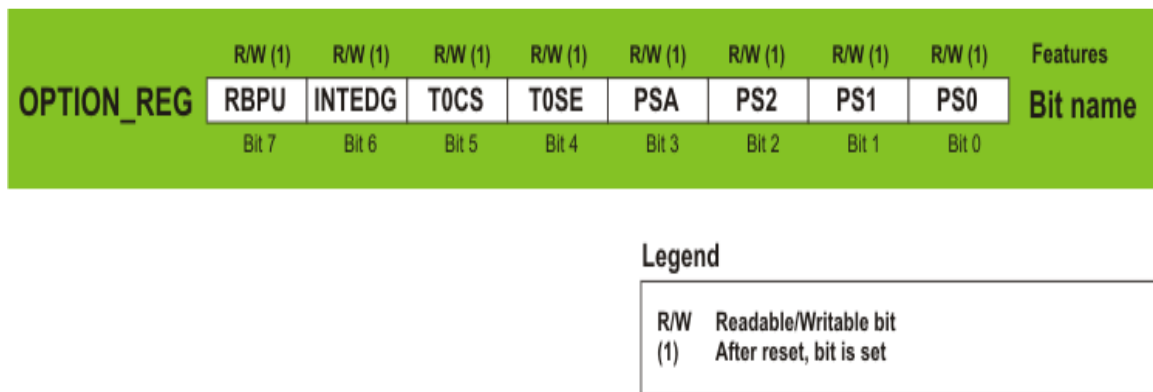 R/W (1) R/W (1) R/W (1) R/W (1) R/W (1) R/W (1) R/W (1) R/W (1) Features
OPTION_REG RBPU INTEDG T0CS T0SE PSA PS2 PS1 PS0 Bit name
Bit 7 Bit 6 Bit 5 Bit 4 Bit 3 Bit 2 Bit 1 Bit 0
Legend
R/W Readable/Writable bit
(1) After reset, bit is set